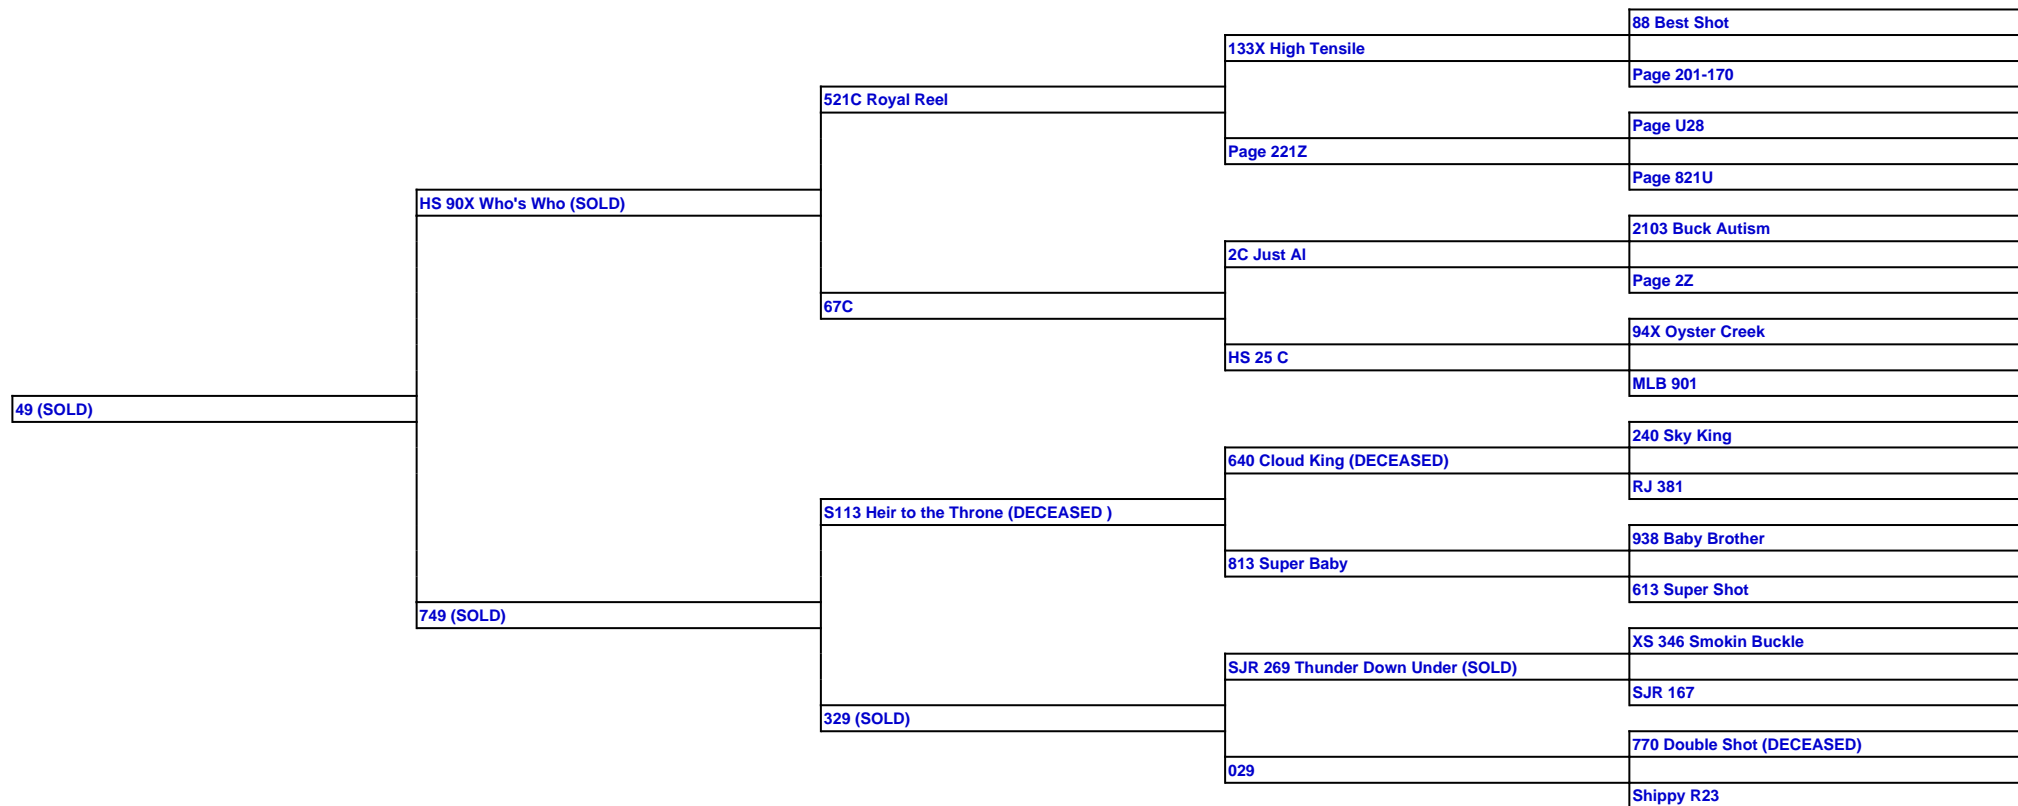 88 Best Shot
133X High Tensile
Page 201-170
521C Royal Reel
Page U28
Page 221Z
Page 821U
HS 90X Who's Who (SOLD)
2103 Buck Autism
2C Just AI
Page 2Z
67C
94X Oyster Creek
HS 25 C
MLB 901
49 (SOLD)
240 Sky King
640 Cloud King (DECEASED)
RJ 381
S113 Heir to the Throne (DECEASED )
938 Baby Brother
813 Super Baby
613 Super Shot
749 (SOLD)
XS 346 Smokin Buckle
SJR 269 Thunder Down Under (SOLD)
SJR 167
329 (SOLD)
770 Double Shot (DECEASED)
029
Shippy R23